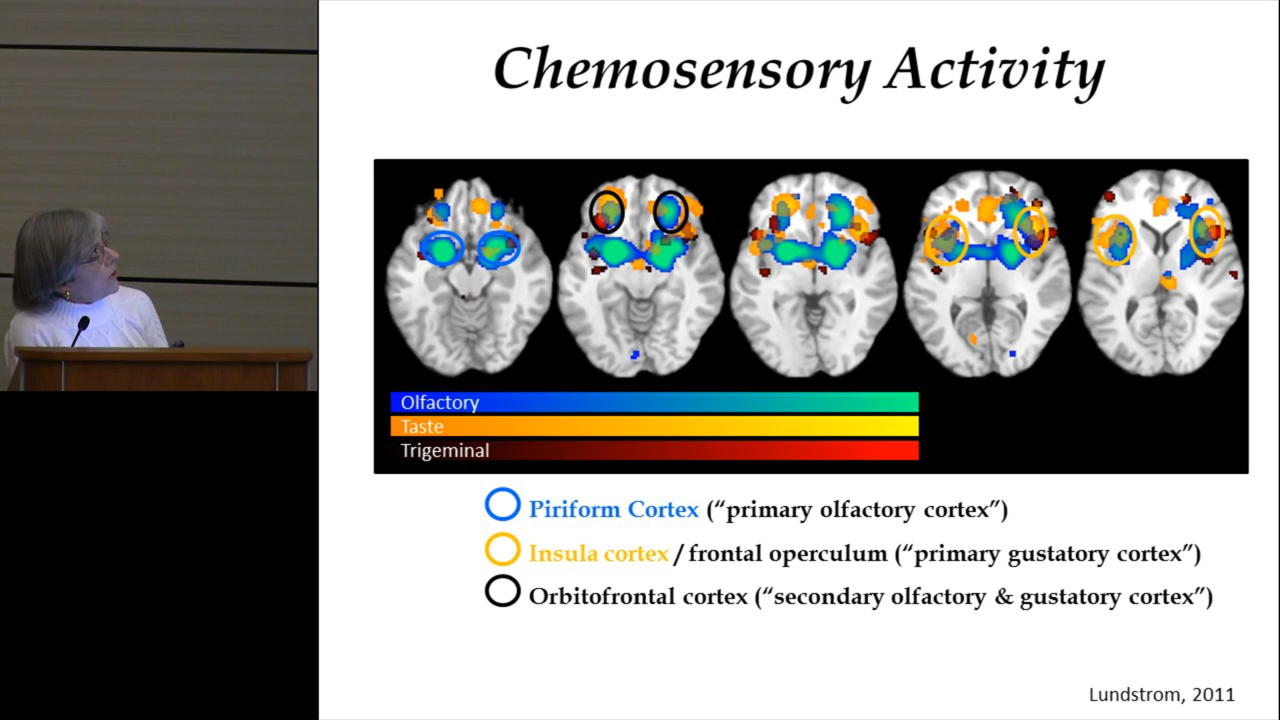 Chemosensory Activity
Olfactory
Taste
Trigeminal
Piriform Cortex (“primary olfactory cortex”)
Insula cortex / frontal operculum (“primary gustatory cortex”)
Orbitofrontal cortex (“secondary olfactory & gustatory cortex”)
Lundstrom, 2011